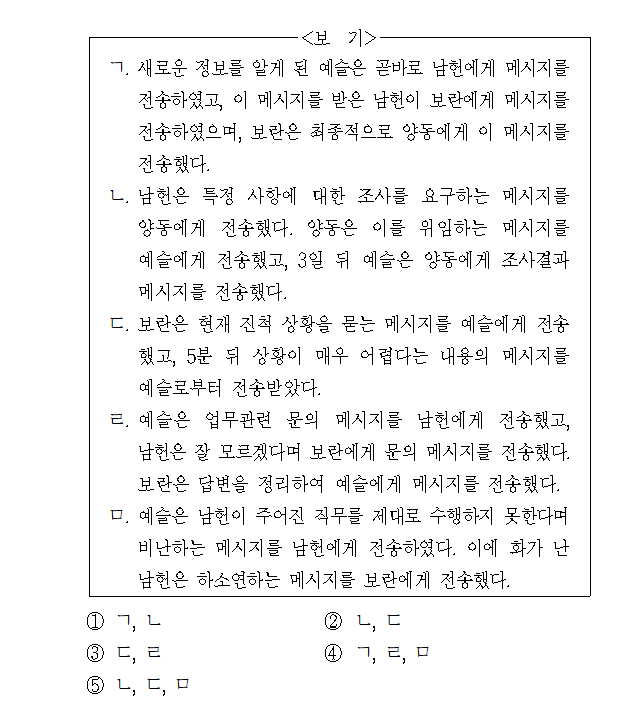 <보 기>
ㄱ. 새로운 정보를 알게 된 예슬은 곧바로 남헌에게 메시지를
전송하였고, 이 메시지를 받은 남헌이 보란에게 메시지를
전송하였으며, 보란은 최종적으로 양동에게 이 메시지를
전송했다.
ㄴ. 남헌은 특정 사항에 대한 조사를 요구하는 메시지를
양동에게 전송했다. 양동은 이를 위임하는 메시지를
예슬에게 전송했고, 3일 뒤 예슬은 양동에게 조사결과
메시지를 전송했다.
ㄷ. 보란은 현재 진척 상황을 묻는 메시지를 예슬에게 전송
했고, 5분 뒤 상황이 매우 어렵다는 내용의 메시지를
예슬로부터 전송받았다.
ㄹ. 예슬은 업무관련 문의 메시지를 남헌에게 전송했고,
남헌은 잘 모르겠다며 보란에게 문의 메시지를 전송했다.
보란은 답변을 정리하여 예슬에게 메시지를 전송했다.
ㅁ. 예슬은 남헌이 주어진 직무를 제대로 수행하지 못한다며
비난하는 메시지를 남헌에게 전송하였다. 이에 화가 난
남헌은 하소연하는 메시지를 보란에게 전송했다.
① ㄱ, ㄴ ② ㄴ, ㄷ
③ ㄷ, ㄹ ④ ㄱ, ㄹ, ㅁ
⑤ ㄴ, ㄷ, ㅁ